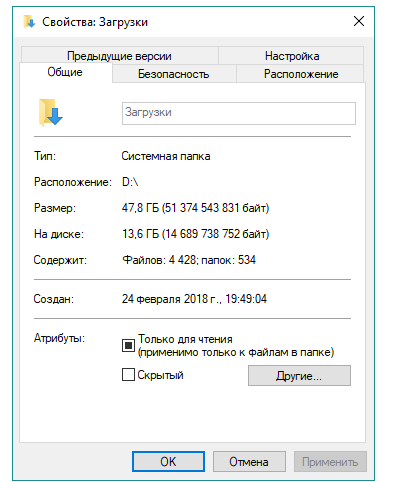 Свойства: Загрузки
Предыдущие версии Настройка
Общие Безопасность Расположение
Загрузки
Тип: Системная папка
Расположение: D:\
Размер: 47,8 ГБ (51 374 543 831 байт)
На диске: 13,6 ГБ (14 689 738 752 байт)
Содержит: Файлов: 4 428; папок: 534
Создан: 24 февраля 2018 г., 19:49:04
Атрибуты: Только для чтения
(применимо только к файлам в папке)
Скрытый Другие...
OK Отмена Применить